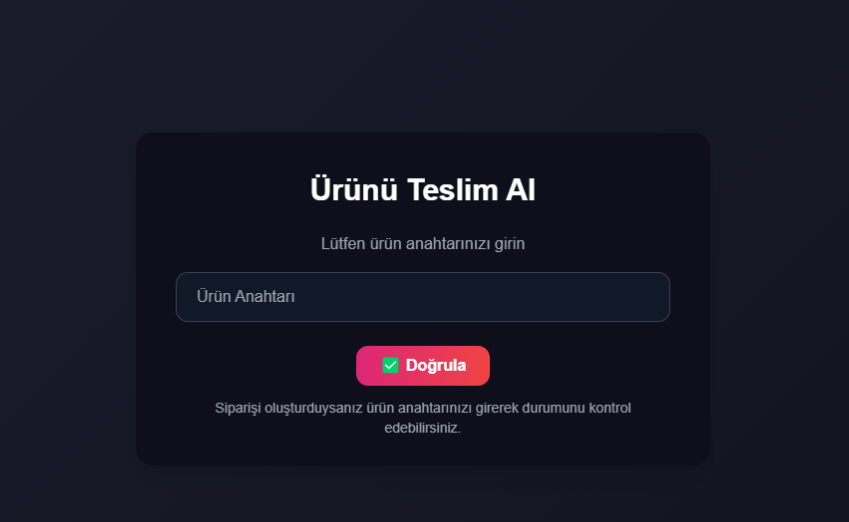 Ürünü Teslim Al
Lütfen ürün anahtarınızı girin
Ürün Anahtarı
✅ Doğrula
Siparişi oluşturduysanız ürün anahtarınızı girerek durumunu kontrol
edebilirsiniz.